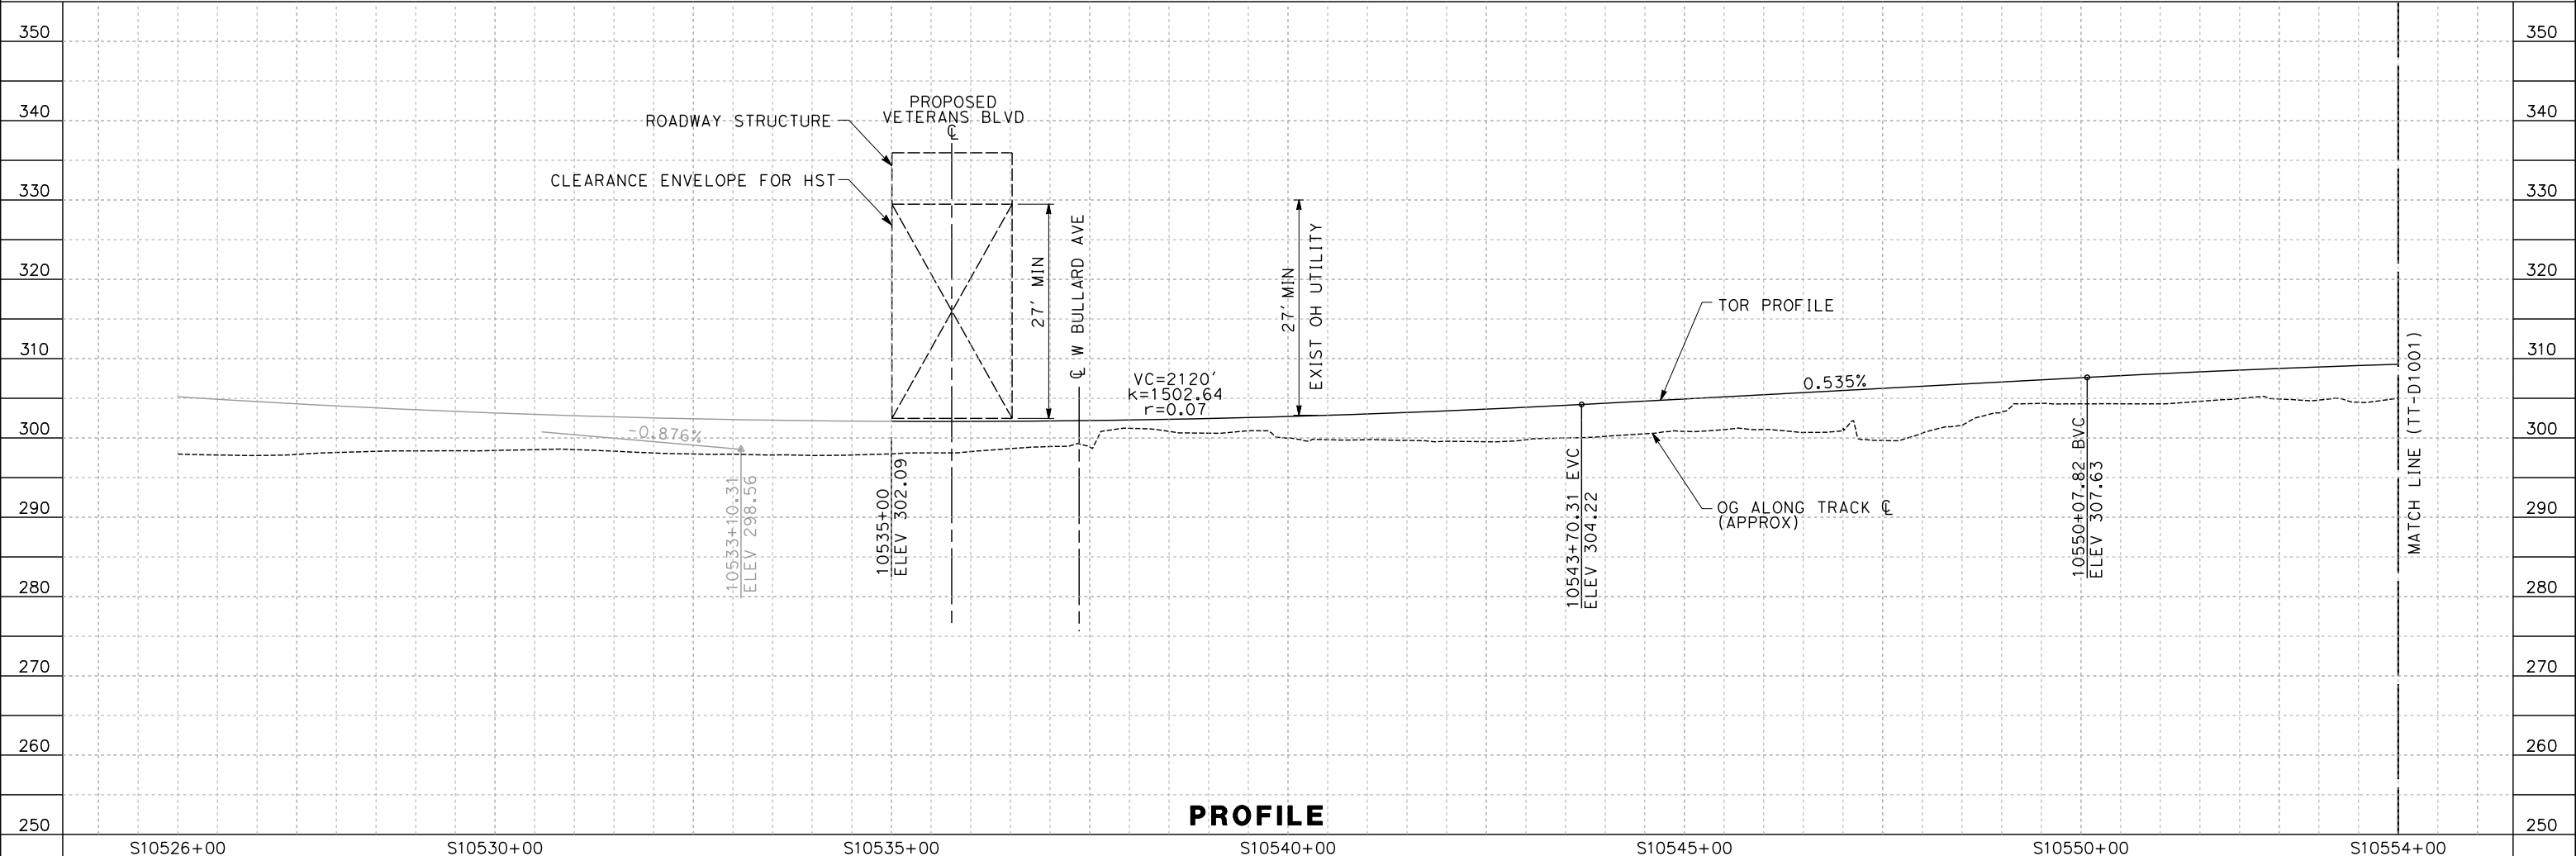 350
340
330
320
310
300
290
280
270
260
250
350
340
330
320
310
300
290
280
270
260
250
PROPOSED
VETERANS BLVD
℄
ROADWAY STRUCTURE
CLEARANCE ENVELOPE FOR HST
27' MIN
℄ W BULLARD AVE
27' MIN
EXIST OH UTILITY
VC=2120'
k=1502.64
r=0.07
TOR PROFILE
0.535%
-0.876%
10533+10.31
ELEV 298.56
10535+00
ELEV 302.09
10543+70.31 EVC
ELEV 304.22
OG ALONG TRACK ℄
(APPROX)
10550+07.82 BVC
ELEV 307.63
MATCH LINE (TT-D1001)
PROFILE
S10526+00
S10530+00
S10535+00
S10540+00
S10545+00
S10550+00
S10554+00